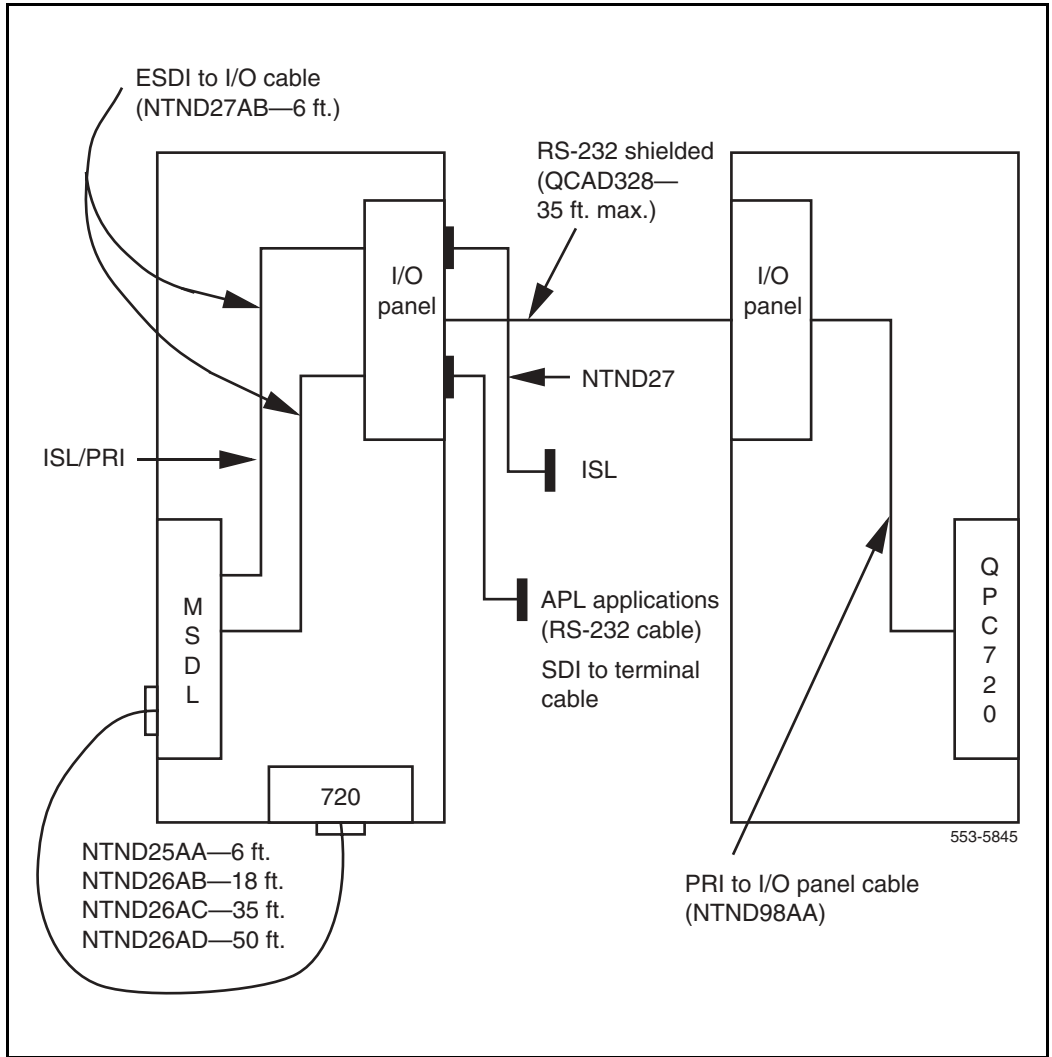 ESDI to I/O cable
(NTND27AB—6 ft.)
RS-232 shielded
(QCAD328—
35 ft. max.)
I/O
panel
I/O
panel
NTND27
ISL/PRI
ISL
M
S
D
L
APL applications
(RS-232 cable)
SDI to terminal
cable
Q
P
C
7
2
0
720
553-5845
NTND25AA—6 ft.
NTND26AB—18 ft.
NTND26AC—35 ft.
NTND26AD—50 ft.
PRI to I/O panel cable
(NTND98AA)